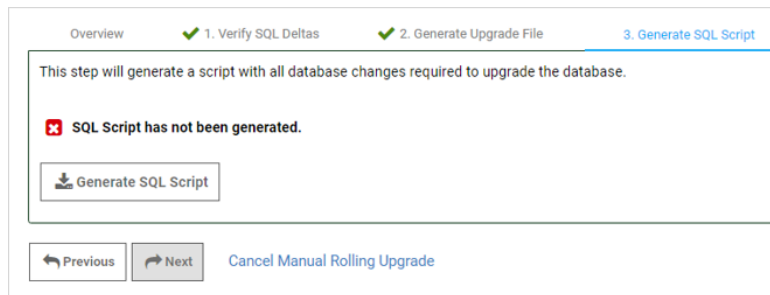 Overview 1. Verify SQL Deltas 2. Generate Upgrade File 3. Generate SQL Script
This step will generate a script with all database changes required to upgrade the database.
SQL Script has not been generated.
Generate SQL Script
Previous Next Cancel Manual Rolling Upgrade